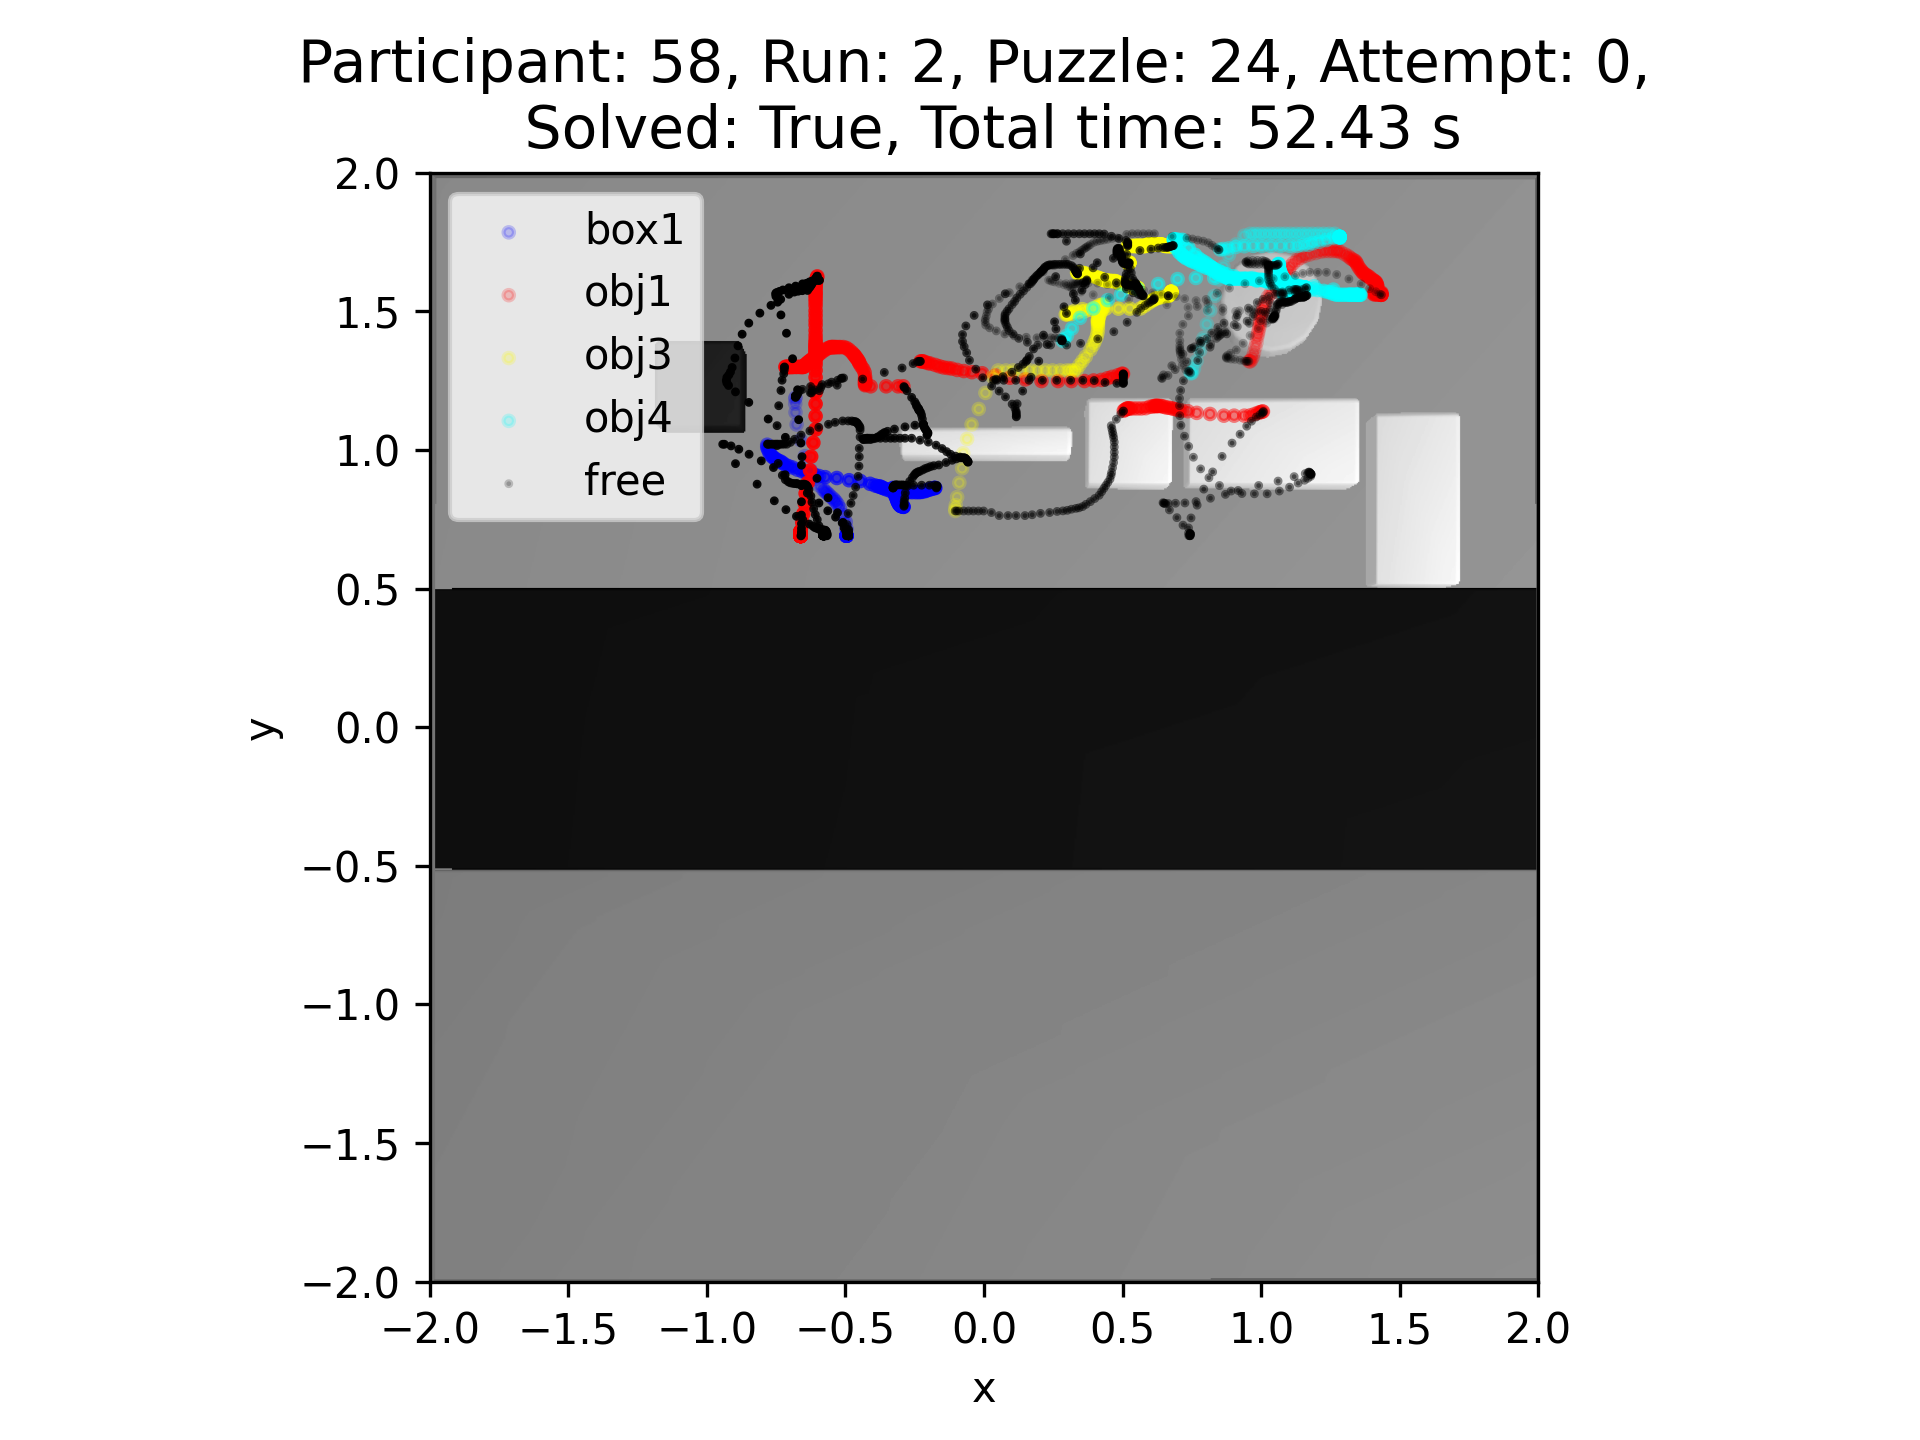 Participant: 58, Run: 2, Puzzle: 24, Attempt: 0,
Solved: True, Total time: 52.43 s
box1
obj1
obj3
obj4
free
2.0
1.5
1.0
0.5
0.0
−0.5
−1.0
−1.5
−2.0
y
−2.0 −1.5 −1.0 −0.5 0.0 0.5 1.0 1.5 2.0
x